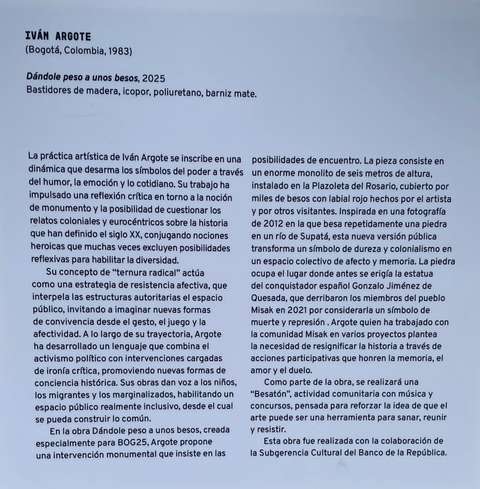 IVÁN ARGOTE
(Bogotá, Colombia, 1983)
Dándole peso a unos besos, 2025
Bastidores de madera, icopor, poliuretano, barniz mate.
La práctica artística de Iván Argote se inscribe en una
dinámica que desarma los símbolos del poder a través
del humor, la emoción y lo cotidiano. Su trabajo ha
impulsado una reflexión crítica en torno a la noción
de monumento y la posibilidad de cuestionar los
relatos coloniales y eurocéntricos sobre la historia
que han definido el siglo XX, conjugando nociones
heroicas que muchas veces excluyen posibilidades
reflexivas para habilitar la diversidad.
Su concepto de “ternura radical” actúa
como una estrategia de resistencia afectiva, que
interpela las estructuras autoritarias el espacio
público, invitando a imaginar nuevas formas
de convivencia desde el gesto, el juego y la
afectividad. A lo largo de su trayectoria, Argote
ha desarrollado un lenguaje que combina el
activismo político con intervenciones cargadas
de ironía crítica, promoviendo nuevas formas de
conciencia histórica. Sus obras dan voz a los niños,
los migrantes y los marginalizados, habilitando un
espacio público realmente inclusivo, desde el cual
se pueda construir lo común.
En la obra Dándole peso a unos besos, creada
especialmente para BOG25, Argote propone
una intervención monumental que insiste en las
posibilidades de encuentro. La pieza consiste en
un enorme monolito de seis metros de altura,
instalado en la Plazoleta del Rosario, cubierto por
miles de besos con labial rojo hechos por el artista
y por otros visitantes. Inspirada en una fotografía
de 2012 en la que besa repetidamente una piedra
en un río de Supatá, esta nueva versión pública
transforma un símbolo de dureza y colonialismo en
un espacio colectivo de afecto y memoria. La piedra
ocupa el lugar donde antes se erigía la estatua
del conquistador español Gonzalo Jiménez de
Quesada, que derribaron los miembros del pueblo
Misak en 2021 por considerarla un símbolo de
muerte y represión . Argote quien ha trabajado con
la comunidad Misak en varios proyectos plantea
la necesidad de resignificar la historia a través de
acciones participativas que honren la memoria, el
amor y el duelo.
Como parte de la obra, se realizará una
“Besatón”, actividad comunitaria con música y
concursos, pensada para reforzar la idea de que el
arte puede ser una herramienta para sanar, reunir
y resistir.
Esta obra fue realizada con la colaboración de
la Subgerencia Cultural del Banco de la República.